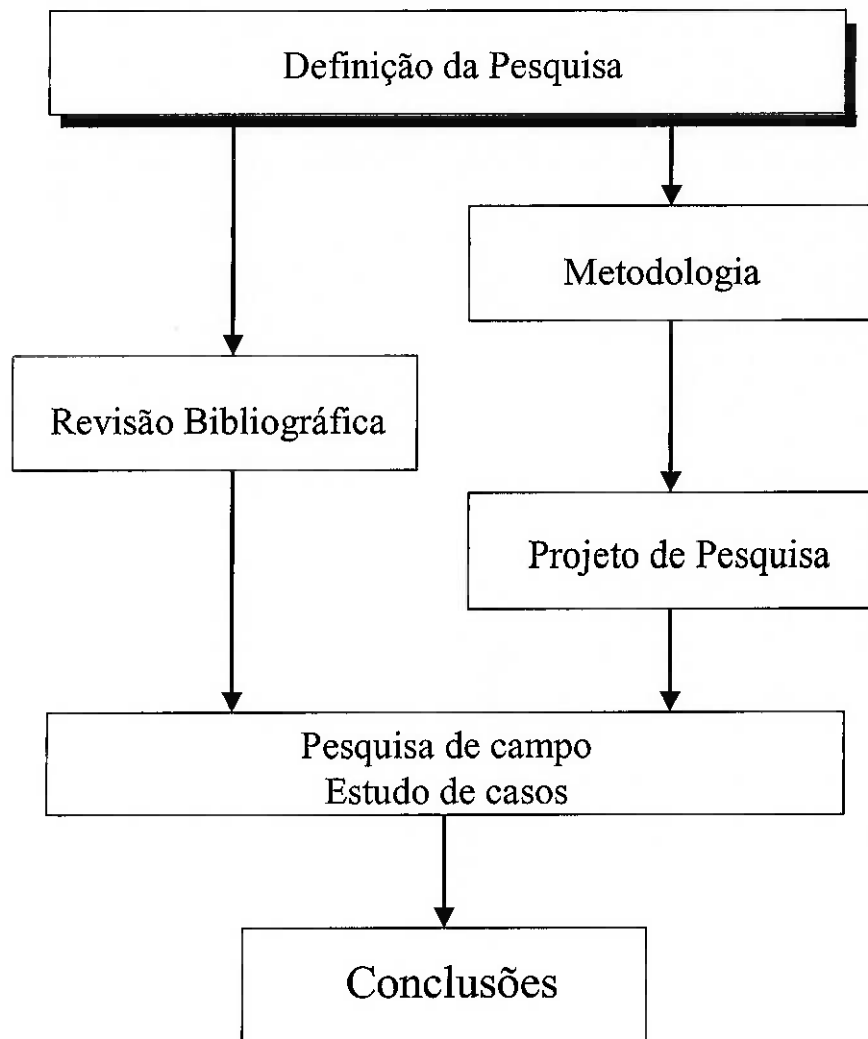 Definição da Pesquisa
Metodologia
Revisão Bibliográfica
Projeto de Pesquisa
Pesquisa de campo
Estudo de casos
Conclusões